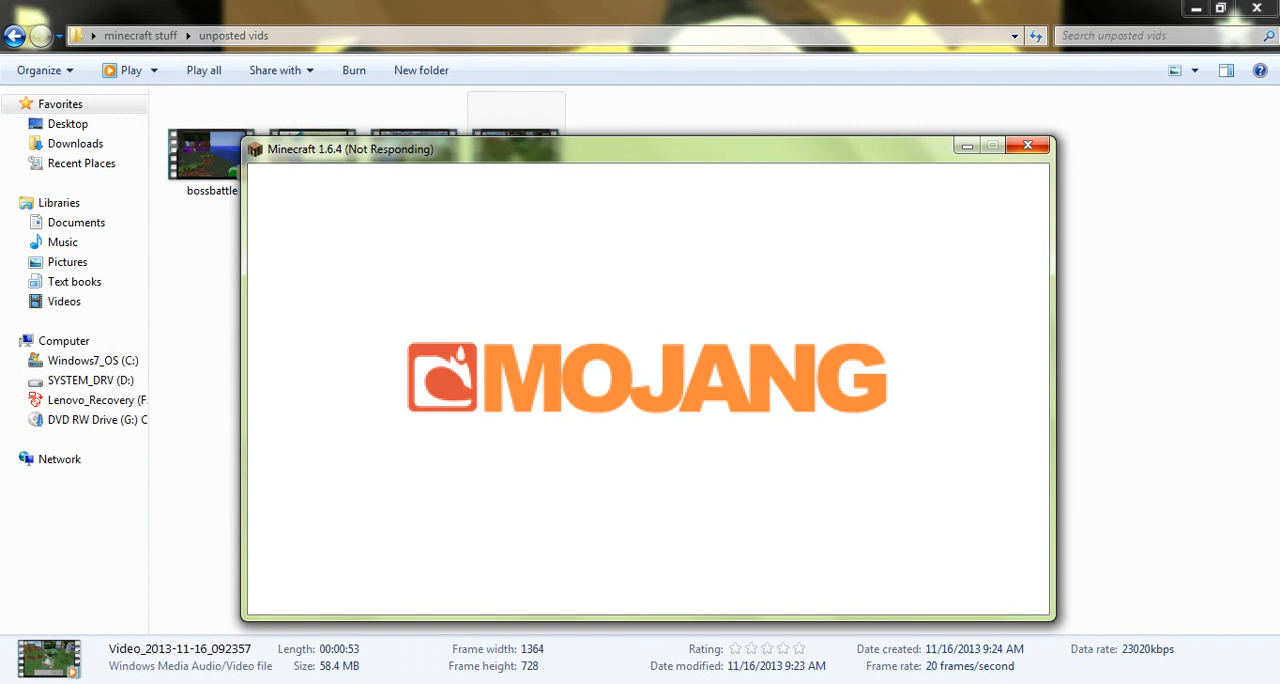 minecraft stuff unposted vids
Search unposted vids
Organize Play Play all Share with Burn New folder
Favorites
Desktop
Downloads
Recent Places
Libraries
Documents
Music
Pictures
Text books
Videos
Computer
Windows7_OS (C:)
SYSTEM_DRV (D:)
Lenovo_Recovery (F
DVD RW Drive (G:) C
Network
bossbattle
Minecraft 1.6.4 (Not Responding)
MOJANG
Video_2013-11-16_092357 Length: 00:00:53 Frame width: 1364 Rating: Date created: 11/16/2013 9:24 AM Data rate: 23020kbps
Windows Media Audio/Video file Size: 58.4 MB Frame height: 728 Date modified: 11/16/2013 9:23 AM Frame rate: 20 frames/second